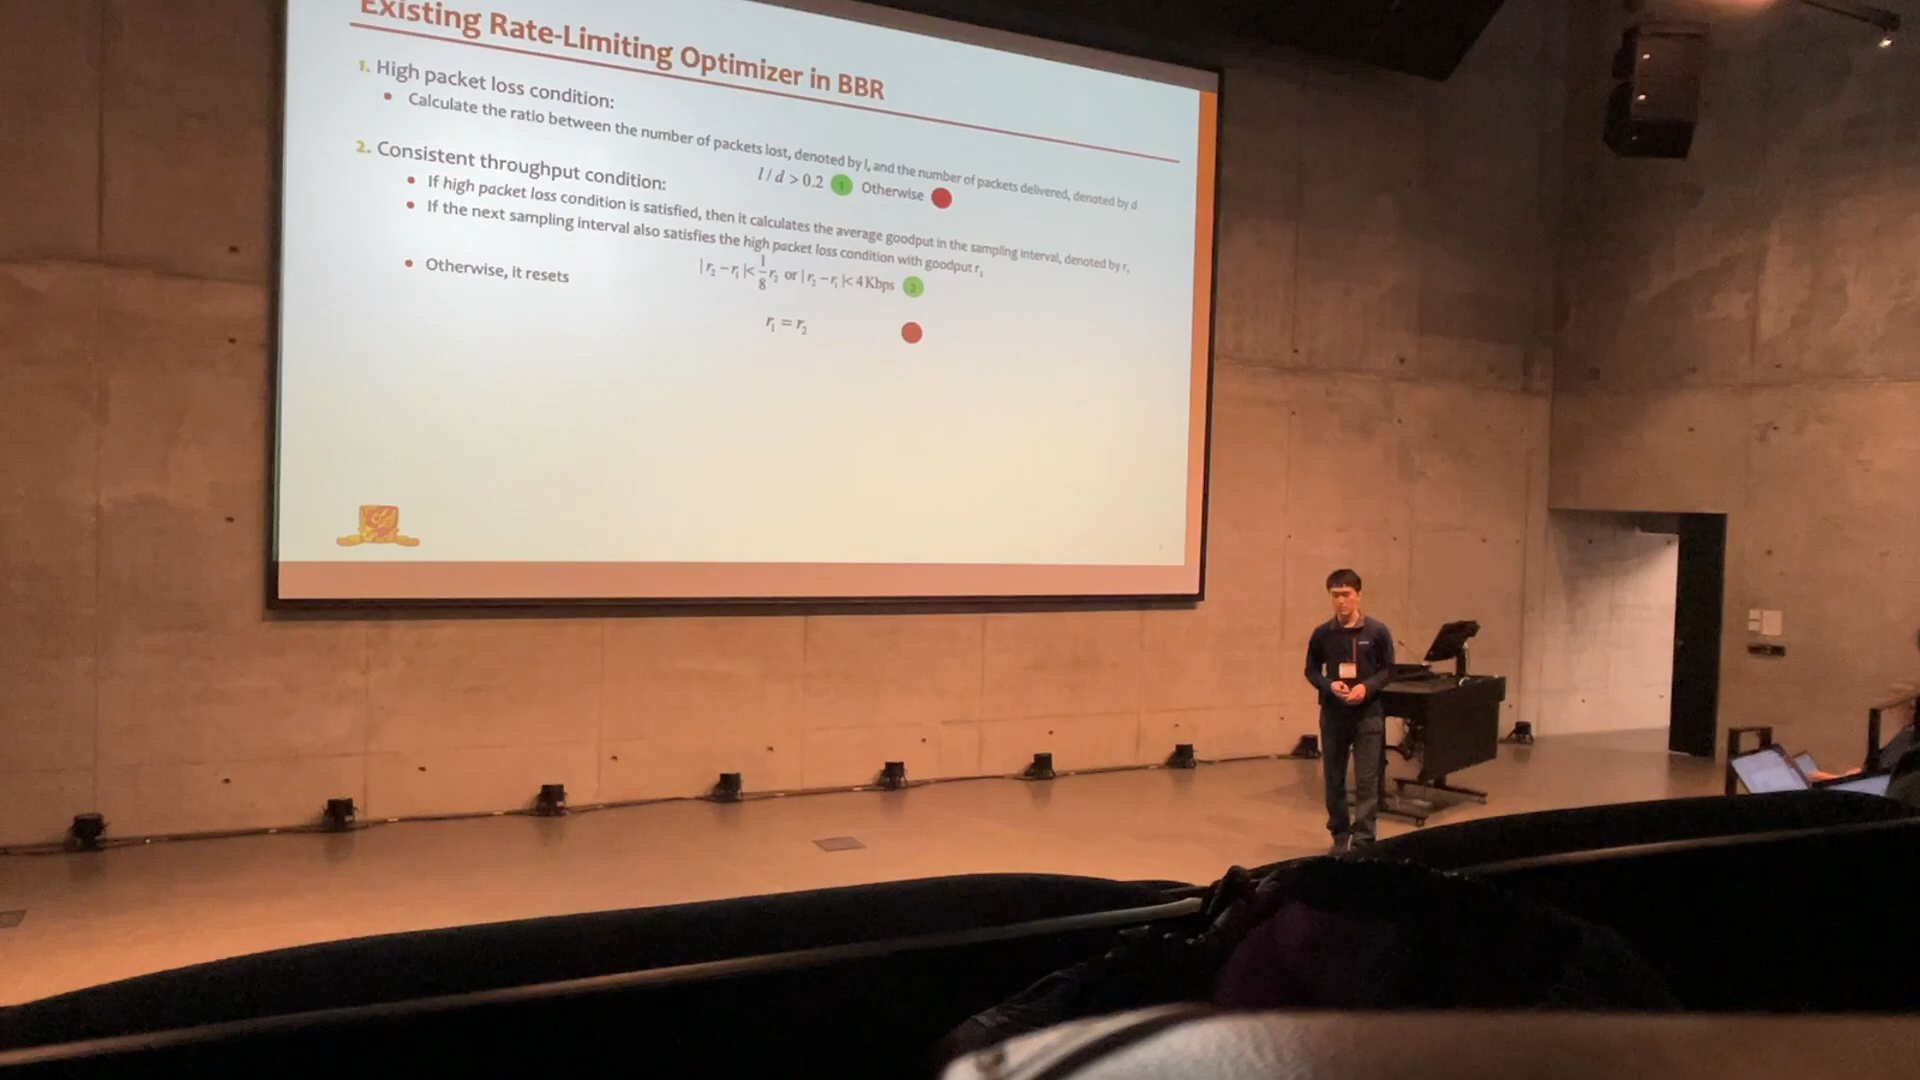 Existing Rate-Limiting Optimizer in BBR
1. High packet loss condition:
• Calculate the ratio between the number of packets lost, denoted by l, and the number of packets delivered, denoted by d
l / d > 0.2 1 Otherwise
2. Consistent throughput condition:
• If high packet loss condition is satisfied, then it calculates the average goodput in the sampling interval, denoted by r₁
• If the next sampling interval also satisfies the high packet loss condition with goodput r₂
| r₂ − r₁ |< 1/8 r₂ or | r₂ − r₁ |< 4 Kbps 2
• Otherwise, it resets
r₁ = r₂